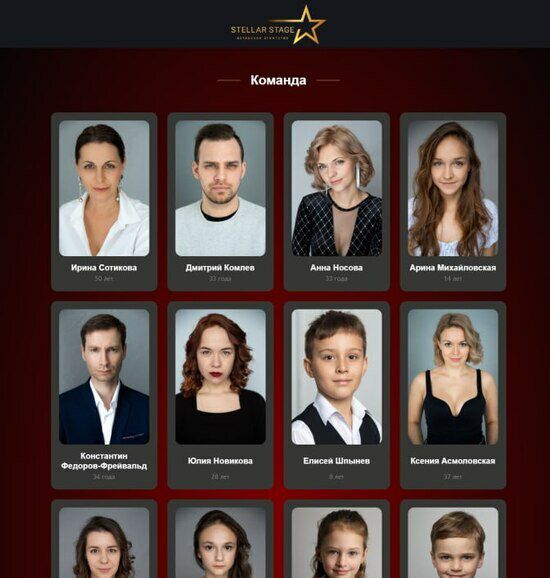 STELLAR STAGE
АКТЕРСКОЕ АГЕНТСТВО
Команда
Ирина Сотикова
50 лет
Дмитрий Комлев
33 года
Анна Носова
33 года
Арина Михайловская
14 лет
Константин
Федоров-Фрейвальд
34 года
Юлия Новикова
28 лет
Елисей Шпынев
8 лет
Ксения Асмоловская
37 лет